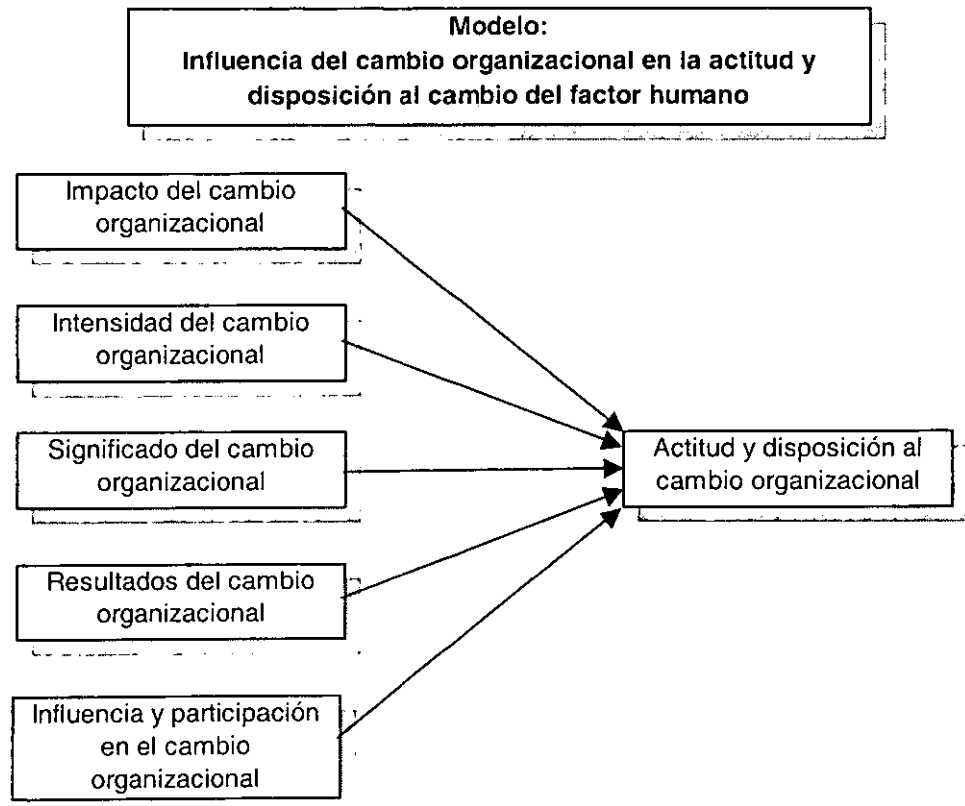 Modelo:
Influencia del cambio organizacional en la actitud y
disposición al cambio del factor humano
Impacto del cambio
organizacional
Intensidad del cambio
organizacional
Significado del cambio
organizacional
Resultados del cambio
organizacional
Influencia y participación
en el cambio
organizacional
Actitud y disposición al
cambio organizacional